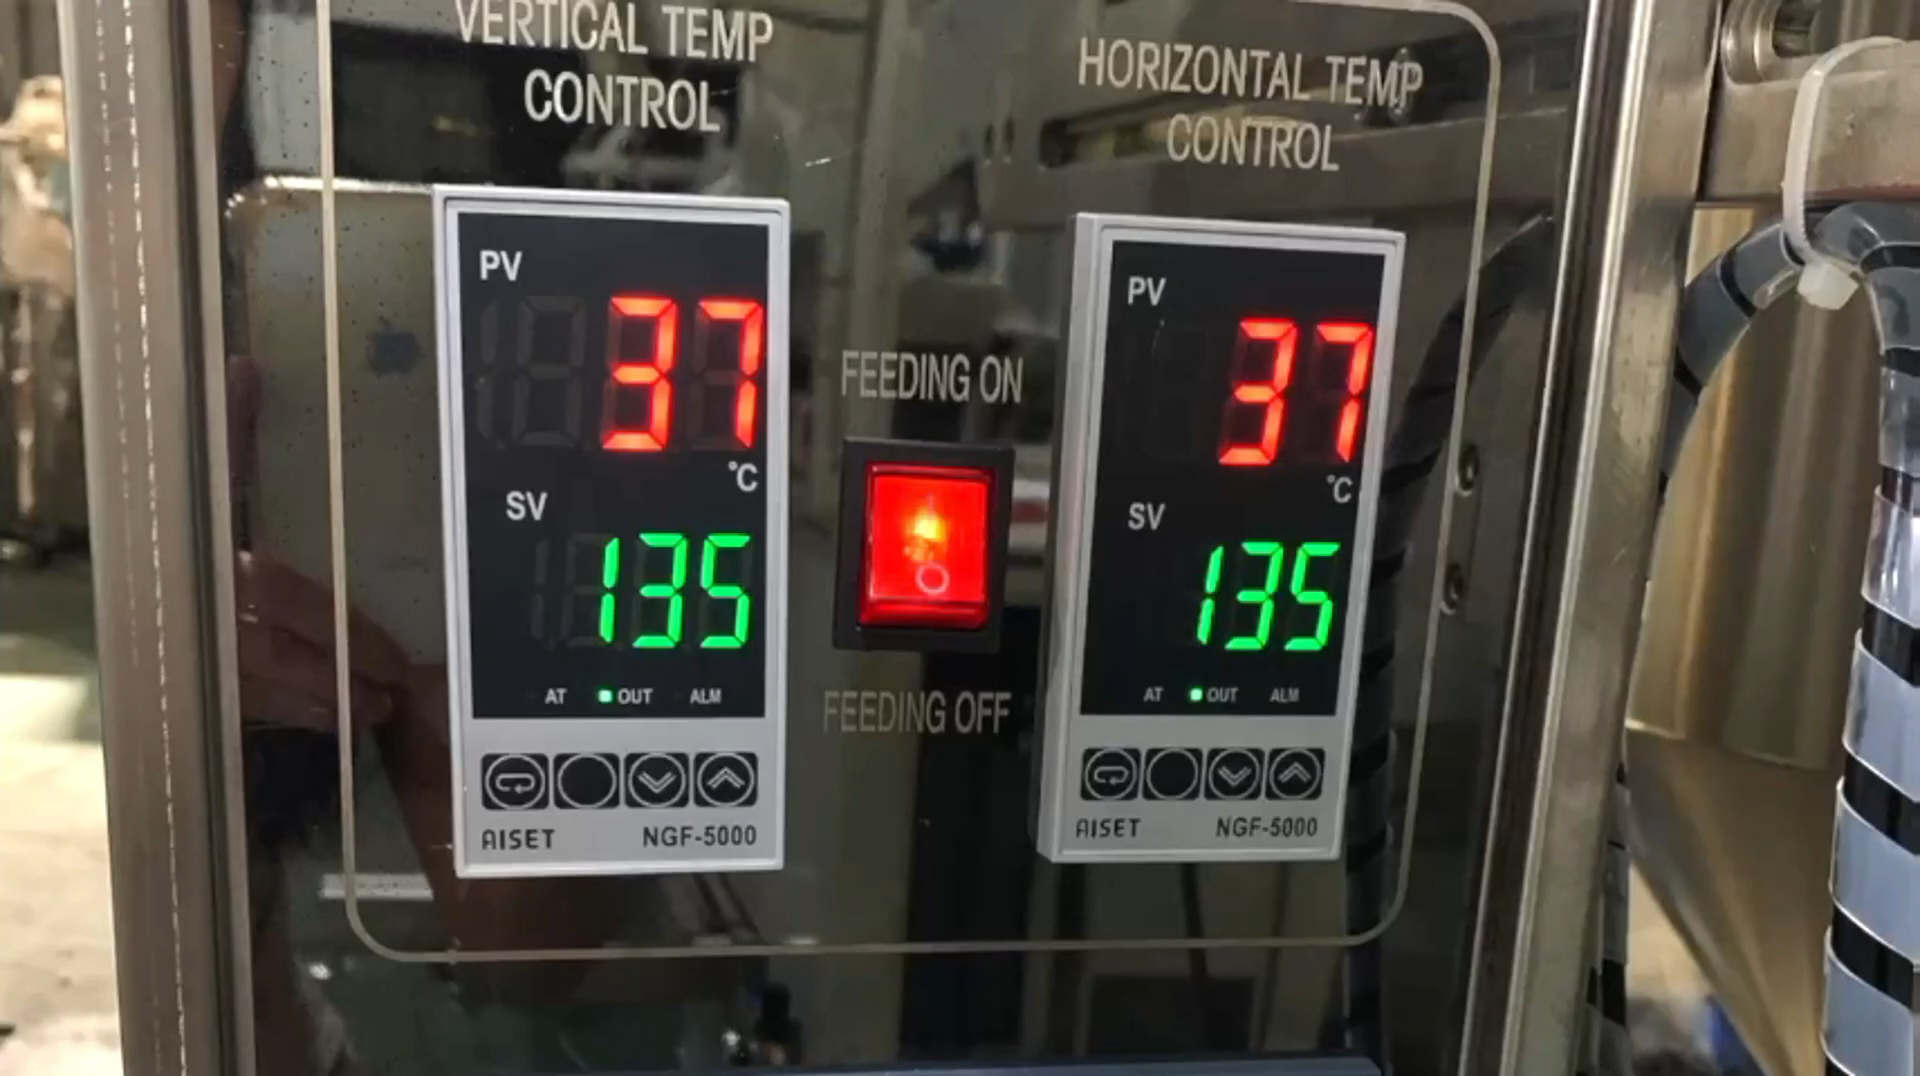 VERTICAL TEMP
CONTROL
PV
37
°C
SV
135
AT OUT ALM
AISET NGF-5000
FEEDING ON
FEEDING OFF
HORIZONTAL TEMP
CONTROL
PV
37
°C
SV
135
AT OUT ALM
AISET NGF-5000